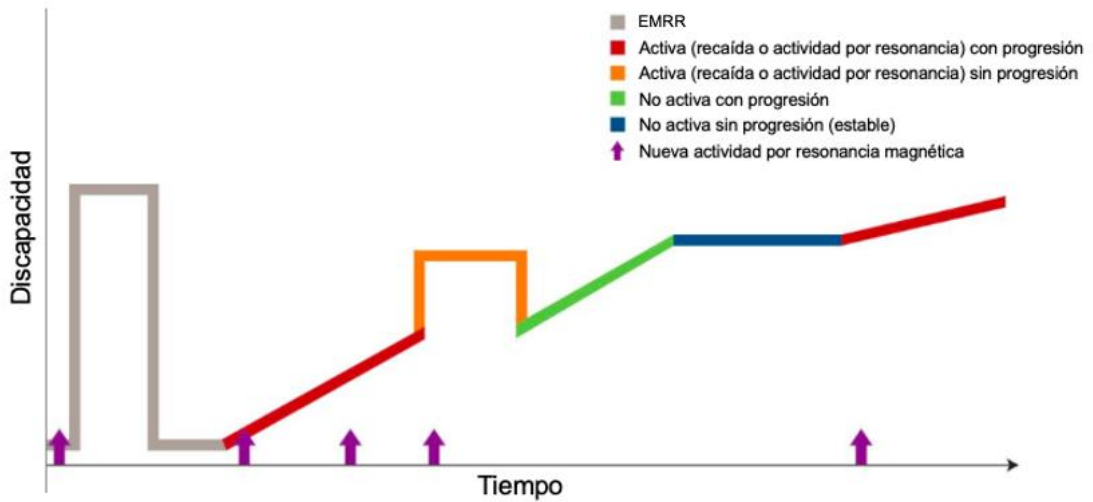 EMRR
Activa (recaída o actividad por resonancia) con progresión
Activa (recaída o actividad por resonancia) sin progresión
No activa con progresión
No activa sin progresión (estable)
Nueva actividad por resonancia magnética
Discapacidad
Tiempo